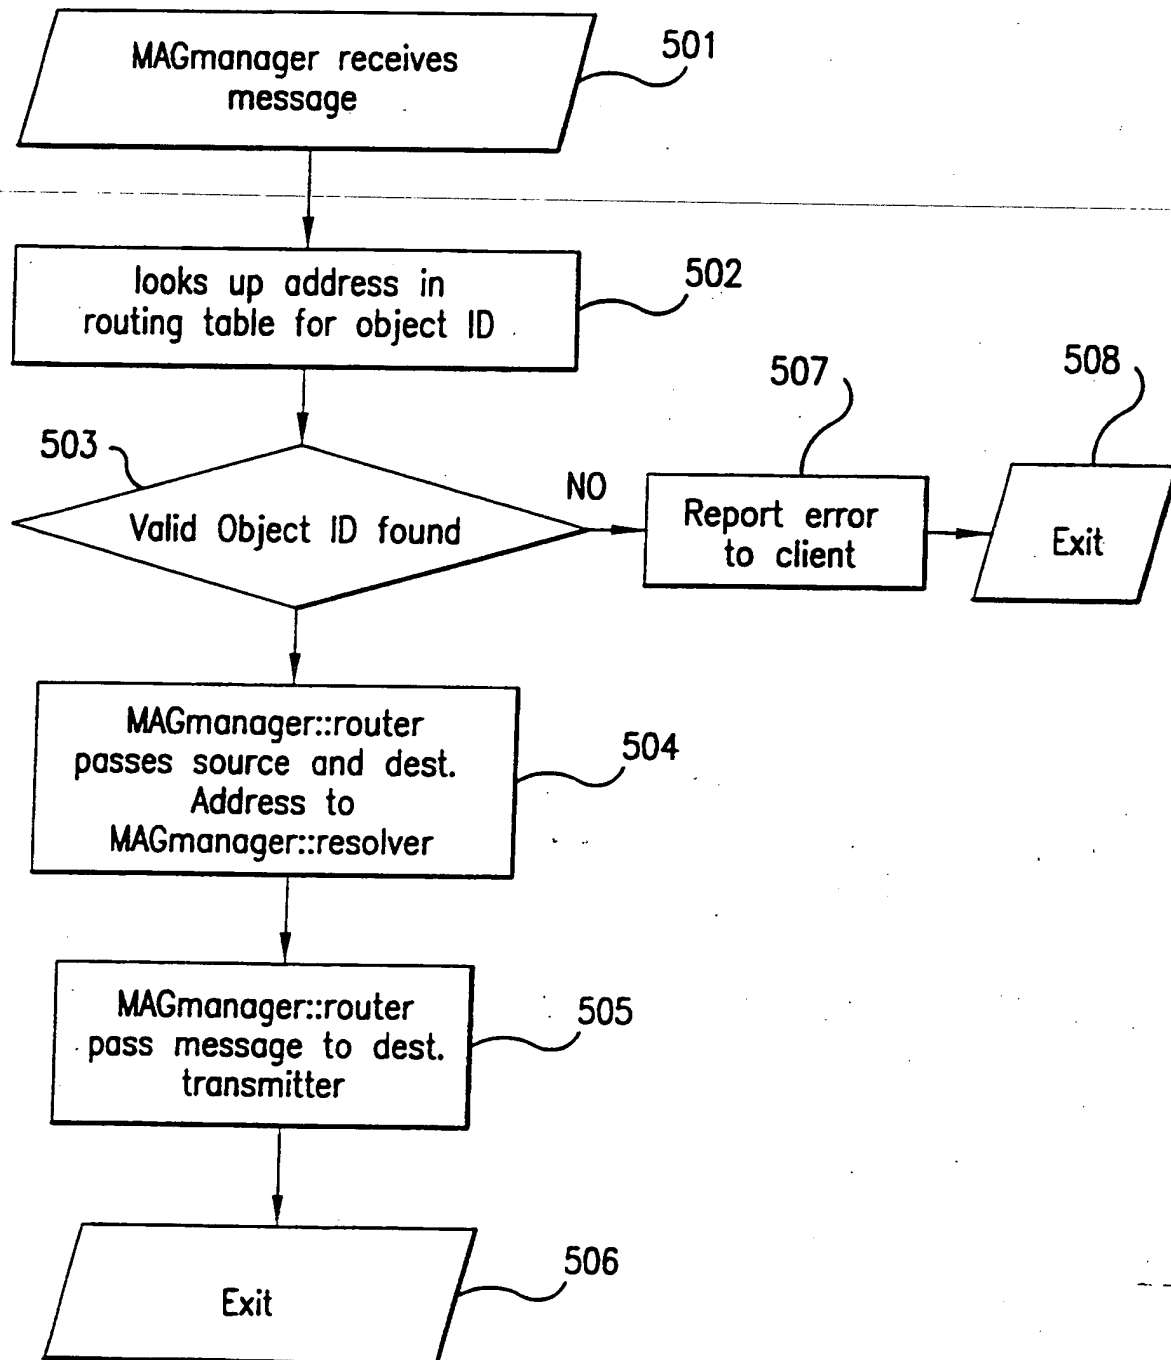 MAGmanager receives
message
501
looks up address in
routing table for object ID
502
503
Valid Object ID found
NO
507
Report error
to client
508
Exit
MAGmanager::router
passes source and dest.
Address to
MAGmanager::resolver
504
MAGmanager::router
pass message to dest.
transmitter
505
Exit
506